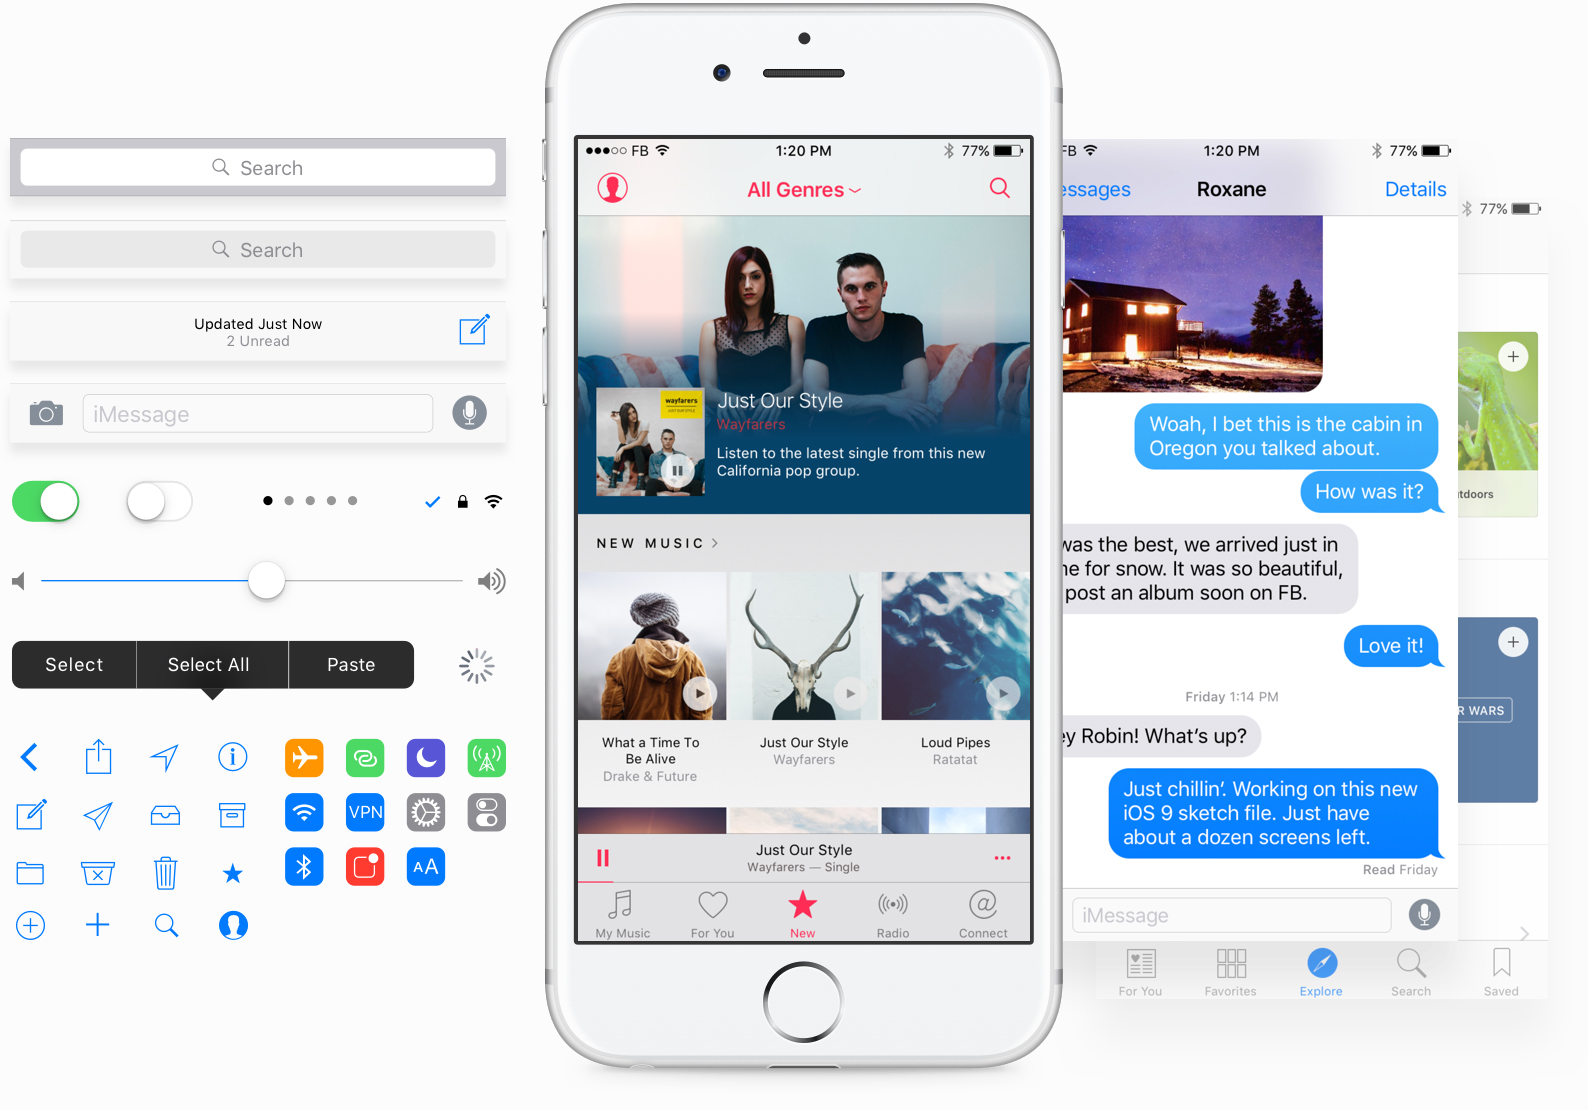 Search
Search
Updated Just Now
2 Unread
iMessage
Select
Select All
Paste
VPN
AA
FB
1:20 PM
77%
All Genres
wayfarers
JUST OUR STYLE
Just Our Style
Wayfarers
Listen to the latest single from this new
California pop group.
NEW MUSIC
What a Time To
Be Alive
Drake & Future
Just Our Style
Wayfarers
Loud Pipes
Ratatat
Just Our Style
Wayfarers — Single
My Music
For You
New
Radio
Connect
FB
1:20 PM
77%
essages
Roxane
Details
Woah, I bet this is the cabin in
Oregon you talked about.
How was it?
was the best, we arrived just in
ne for snow. It was so beautiful,
post an album soon on FB.
Love it!
Friday 1:14 PM
ey Robin! What’s up?
Just chillin’. Working on this new
iOS 9 sketch file. Just have
about a dozen screens left.
Read Friday
iMessage
77%
tdoors
R WARS
For You
Favorites
Explore
Search
Saved